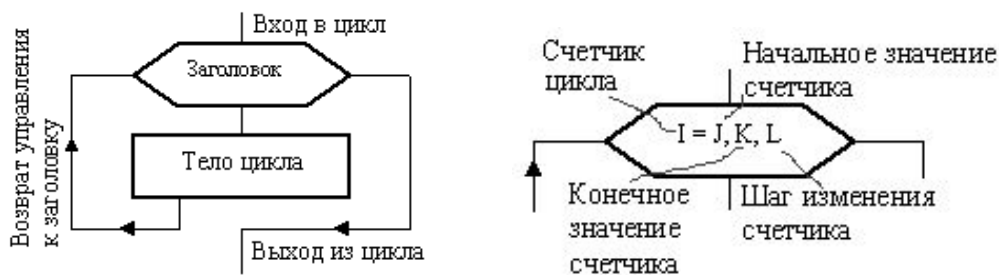 Вход в цикл
Заголовок
Тело цикла
Возврат управления
к заголовку
Выход из цикла
Счетчик
цикла
Начальное значение
счетчика
I = J, K, L
Конечное
значение
счетчика
Шаг изменения
счетчика